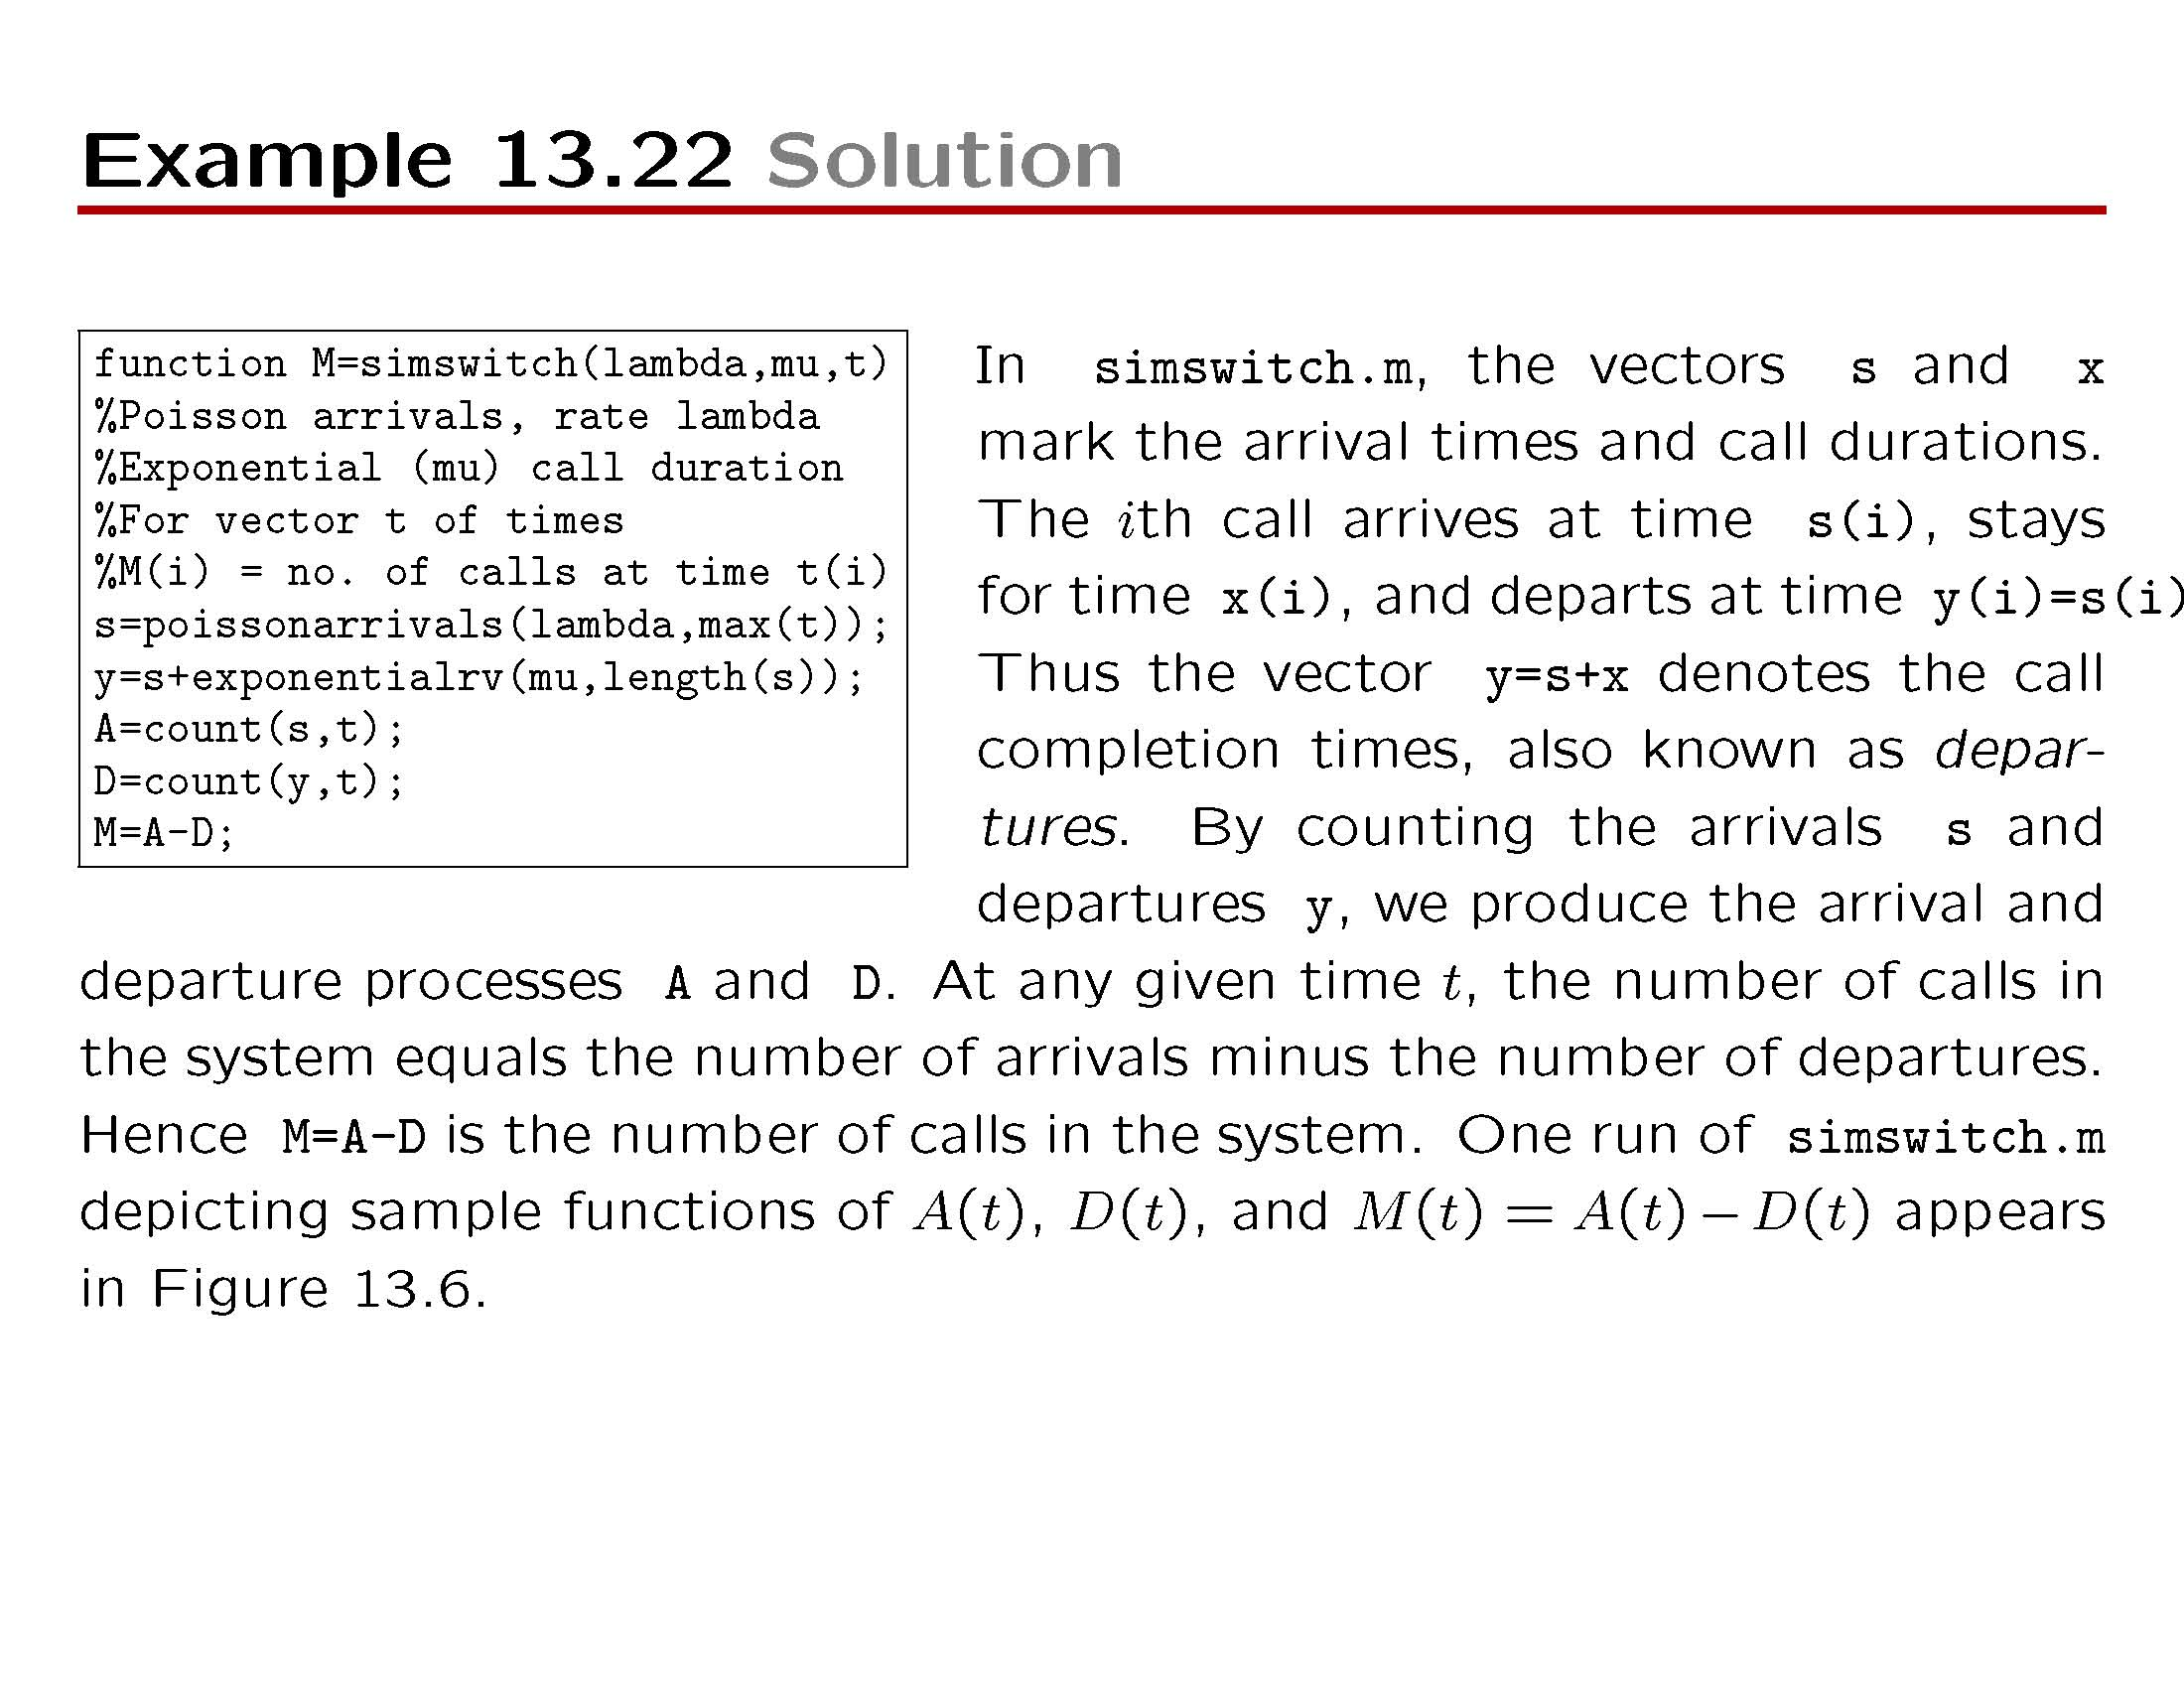 Example 13.22 Solution
function M=simswitch(lambda,mu,t)
%Poisson arrivals, rate lambda
%Exponential (mu) call duration
%For vector t of times
%M(i) = no. of calls at time t(i)
s=poissonarrivals(lambda,max(t));
y=s+exponentialrv(mu,length(s));
A=count(s,t);
D=count(y,t);
M=A-D;
In simswitch.m, the vectors s and x
mark the arrival times and call durations.
The ith call arrives at time s(i), stays
for time x(i), and departs at time y(i)=s(i)
Thus the vector y=s+x denotes the call
completion times, also known as depar-
tures. By counting the arrivals s and
departures y, we produce the arrival and
departure processes A and D. At any given time t, the number of calls in
the system equals the number of arrivals minus the number of departures.
Hence M=A-D is the number of calls in the system. One run of simswitch.m
depicting sample functions of A(t), D(t), and M(t) = A(t) − D(t) appears
in Figure 13.6.